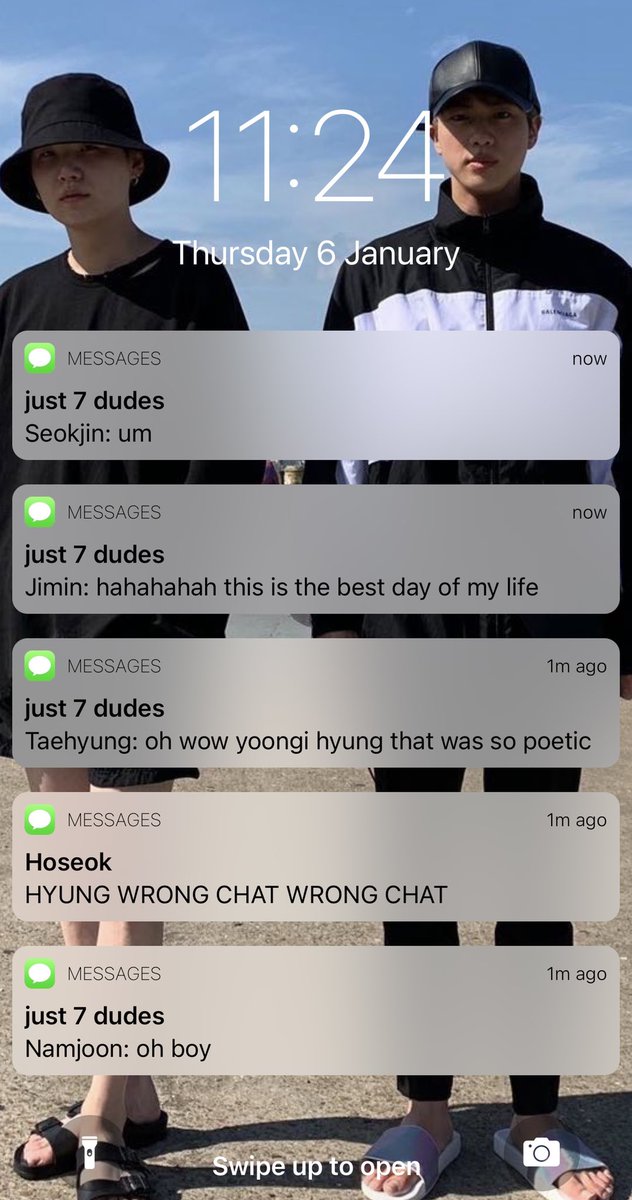 11:24
Thursday 6 January
BALENCIAGA
MESSAGES now
just 7 dudes
Seokjin: um
MESSAGES now
just 7 dudes
Jimin: hahahahah this is the best day of my life
MESSAGES 1m ago
just 7 dudes
Taehyung: oh wow yoongi hyung that was so poetic
MESSAGES 1m ago
Hoseok
HYUNG WRONG CHAT WRONG CHAT
MESSAGES 1m ago
just 7 dudes
Namjoon: oh boy
Swipe up to open